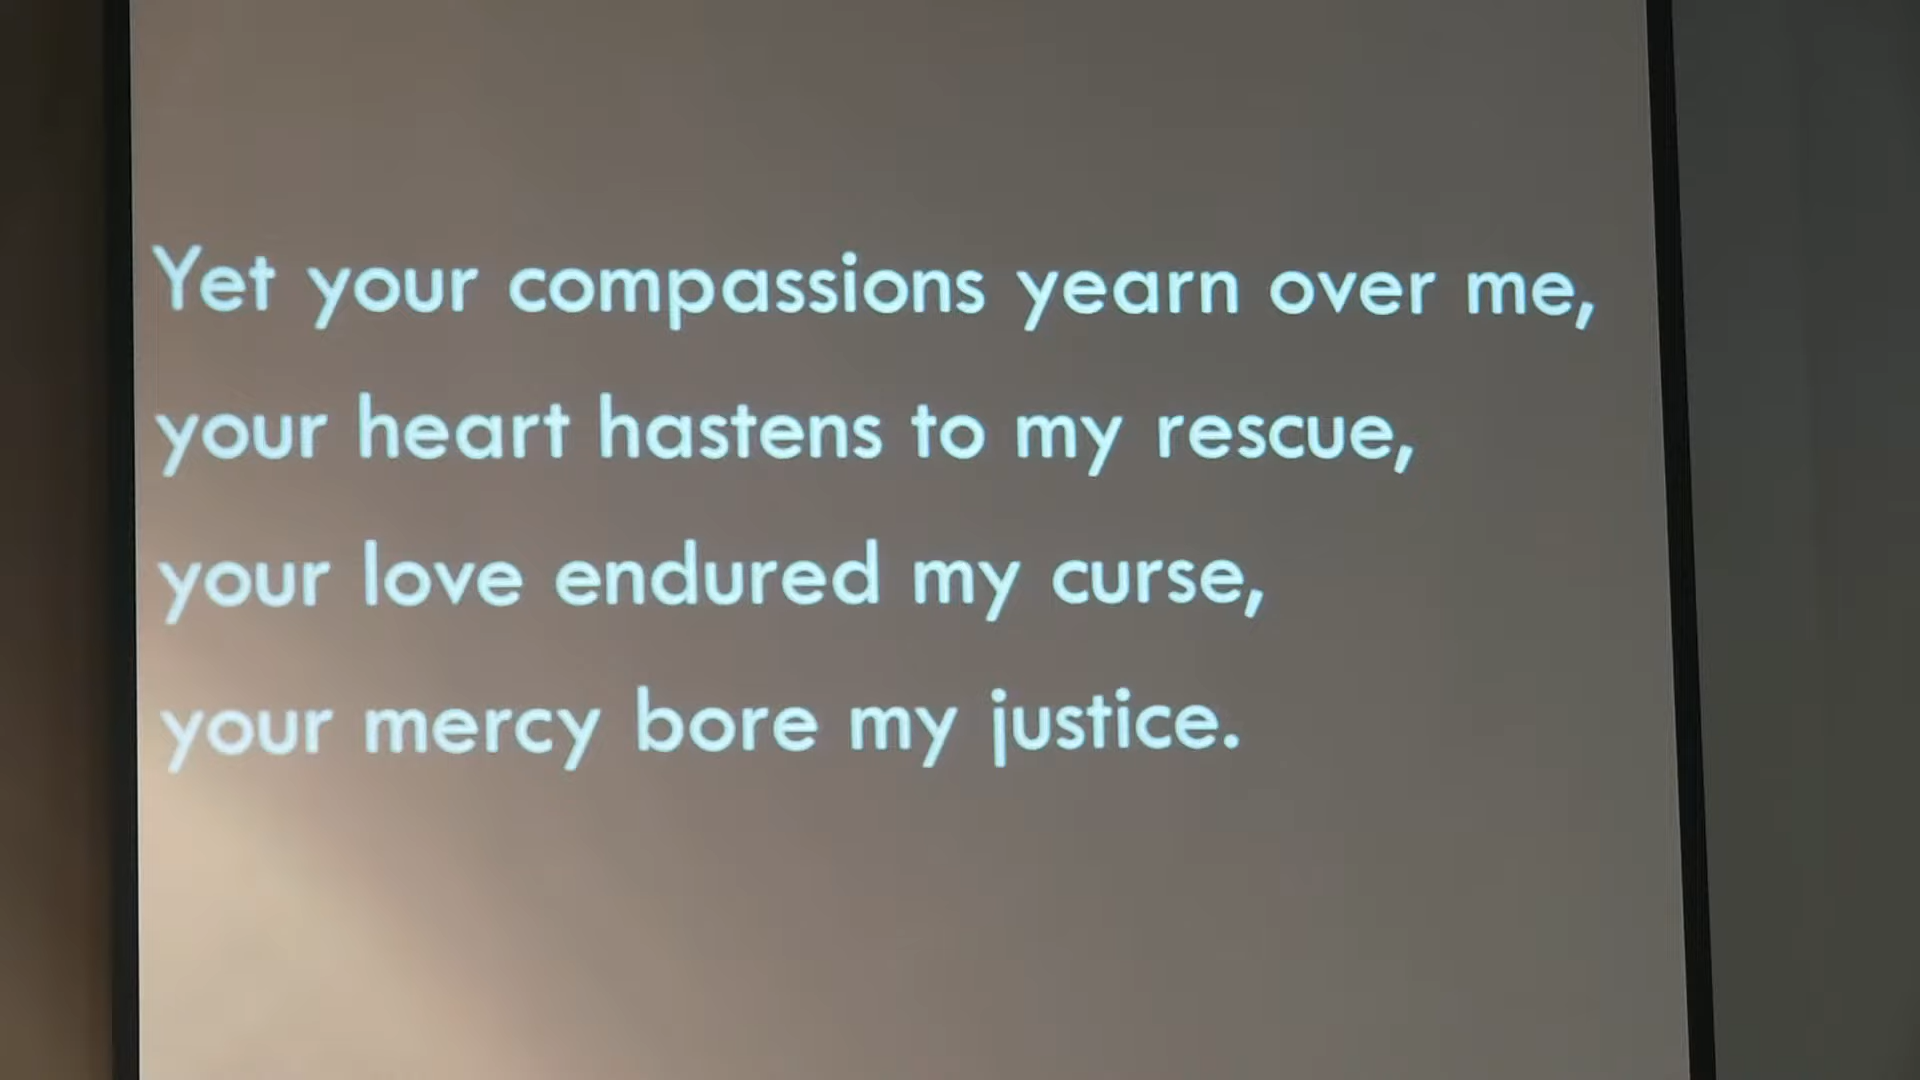 Yet your compassions yearn over me,
your heart hastens to my rescue,
your love endured my curse,
your mercy bore my justice.